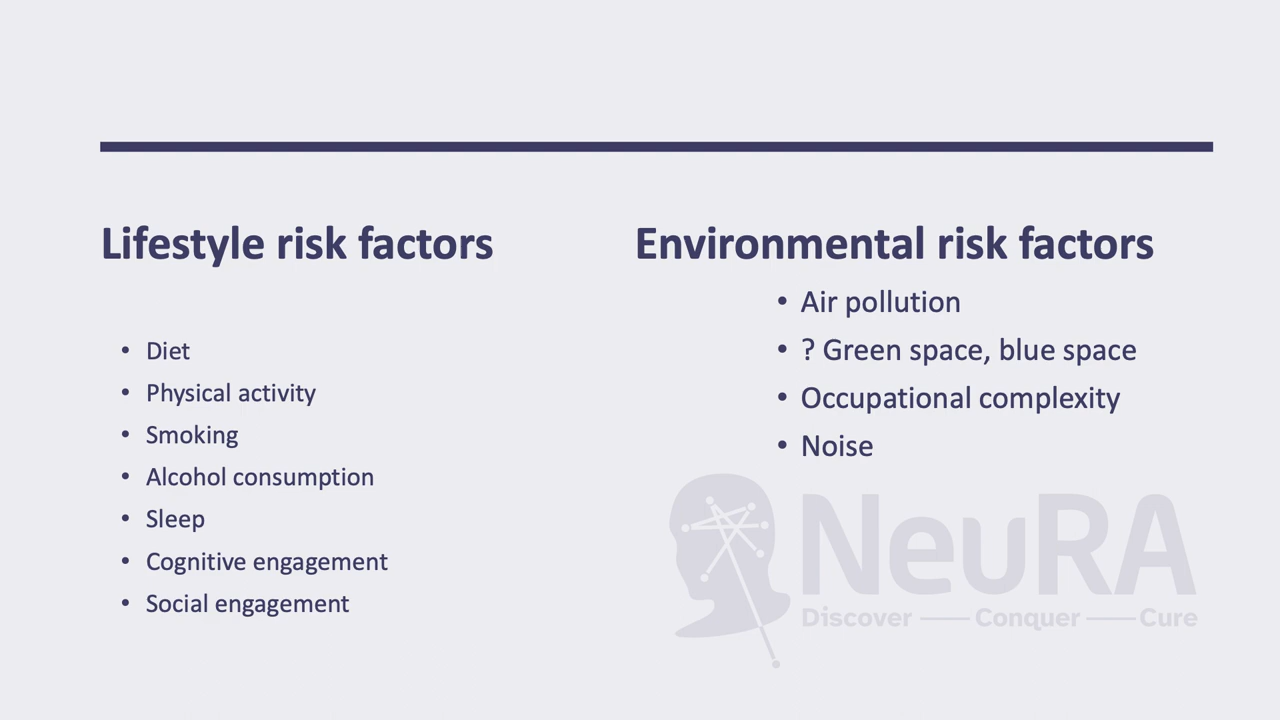 Lifestyle risk factors
• Diet
• Physical activity
• Smoking
• Alcohol consumption
• Sleep
• Cognitive engagement
• Social engagement
Environmental risk factors
• Air pollution
• ? Green space, blue space
• Occupational complexity
• Noise
NeuRA
Discover — Conquer — Cure